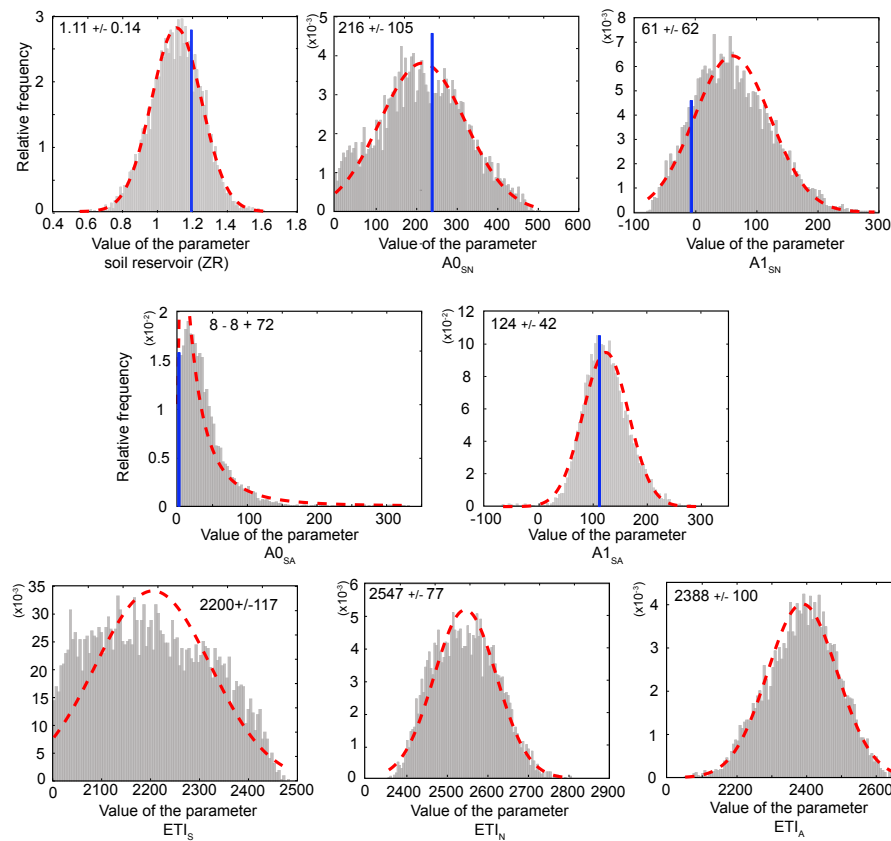 1.11 +/- 0.14
Relative frequency
3
2
1
0
0.4 0.6 0.8 1 1.2 1.4 1.6 1.8
Value of the parameter
soil reservoir (ZR)
(x10⁻³)
216 +/- 105
5
4
3
2
1
0
0 100 200 300 400 500 600
Value of the parameter
A0SN
(x10⁻³)
61 +/- 62
8
7
6
5
4
3
2
1
0
-100 0 100 200 300
Value of the parameter
A1SN
(x10⁻²)
8 - 8 + 72
Relative frequency
2
1.5
1
0.5
0
0 100 200 300
Value of the parameter
A0SA
(x10⁻²)
124 +/- 42
12
10
8
6
4
2
0
-100 0 100 200 300
Value of the parameter
A1SA
(x10⁻³)
2200+/-117
35
30
25
20
15
10
5
0
2100 2200 2300 2400 2500
Value of the parameter
ETIS
(x10⁻³)
2547 +/- 77
6
5
4
3
2
1
0
2400 2500 2600 2700 2800 2900
Value of the parameter
ETIN
(x10⁻³)
2388 +/- 100
4
3
2
1
0
2200 2400 2600
Value of the parameter
ETIA